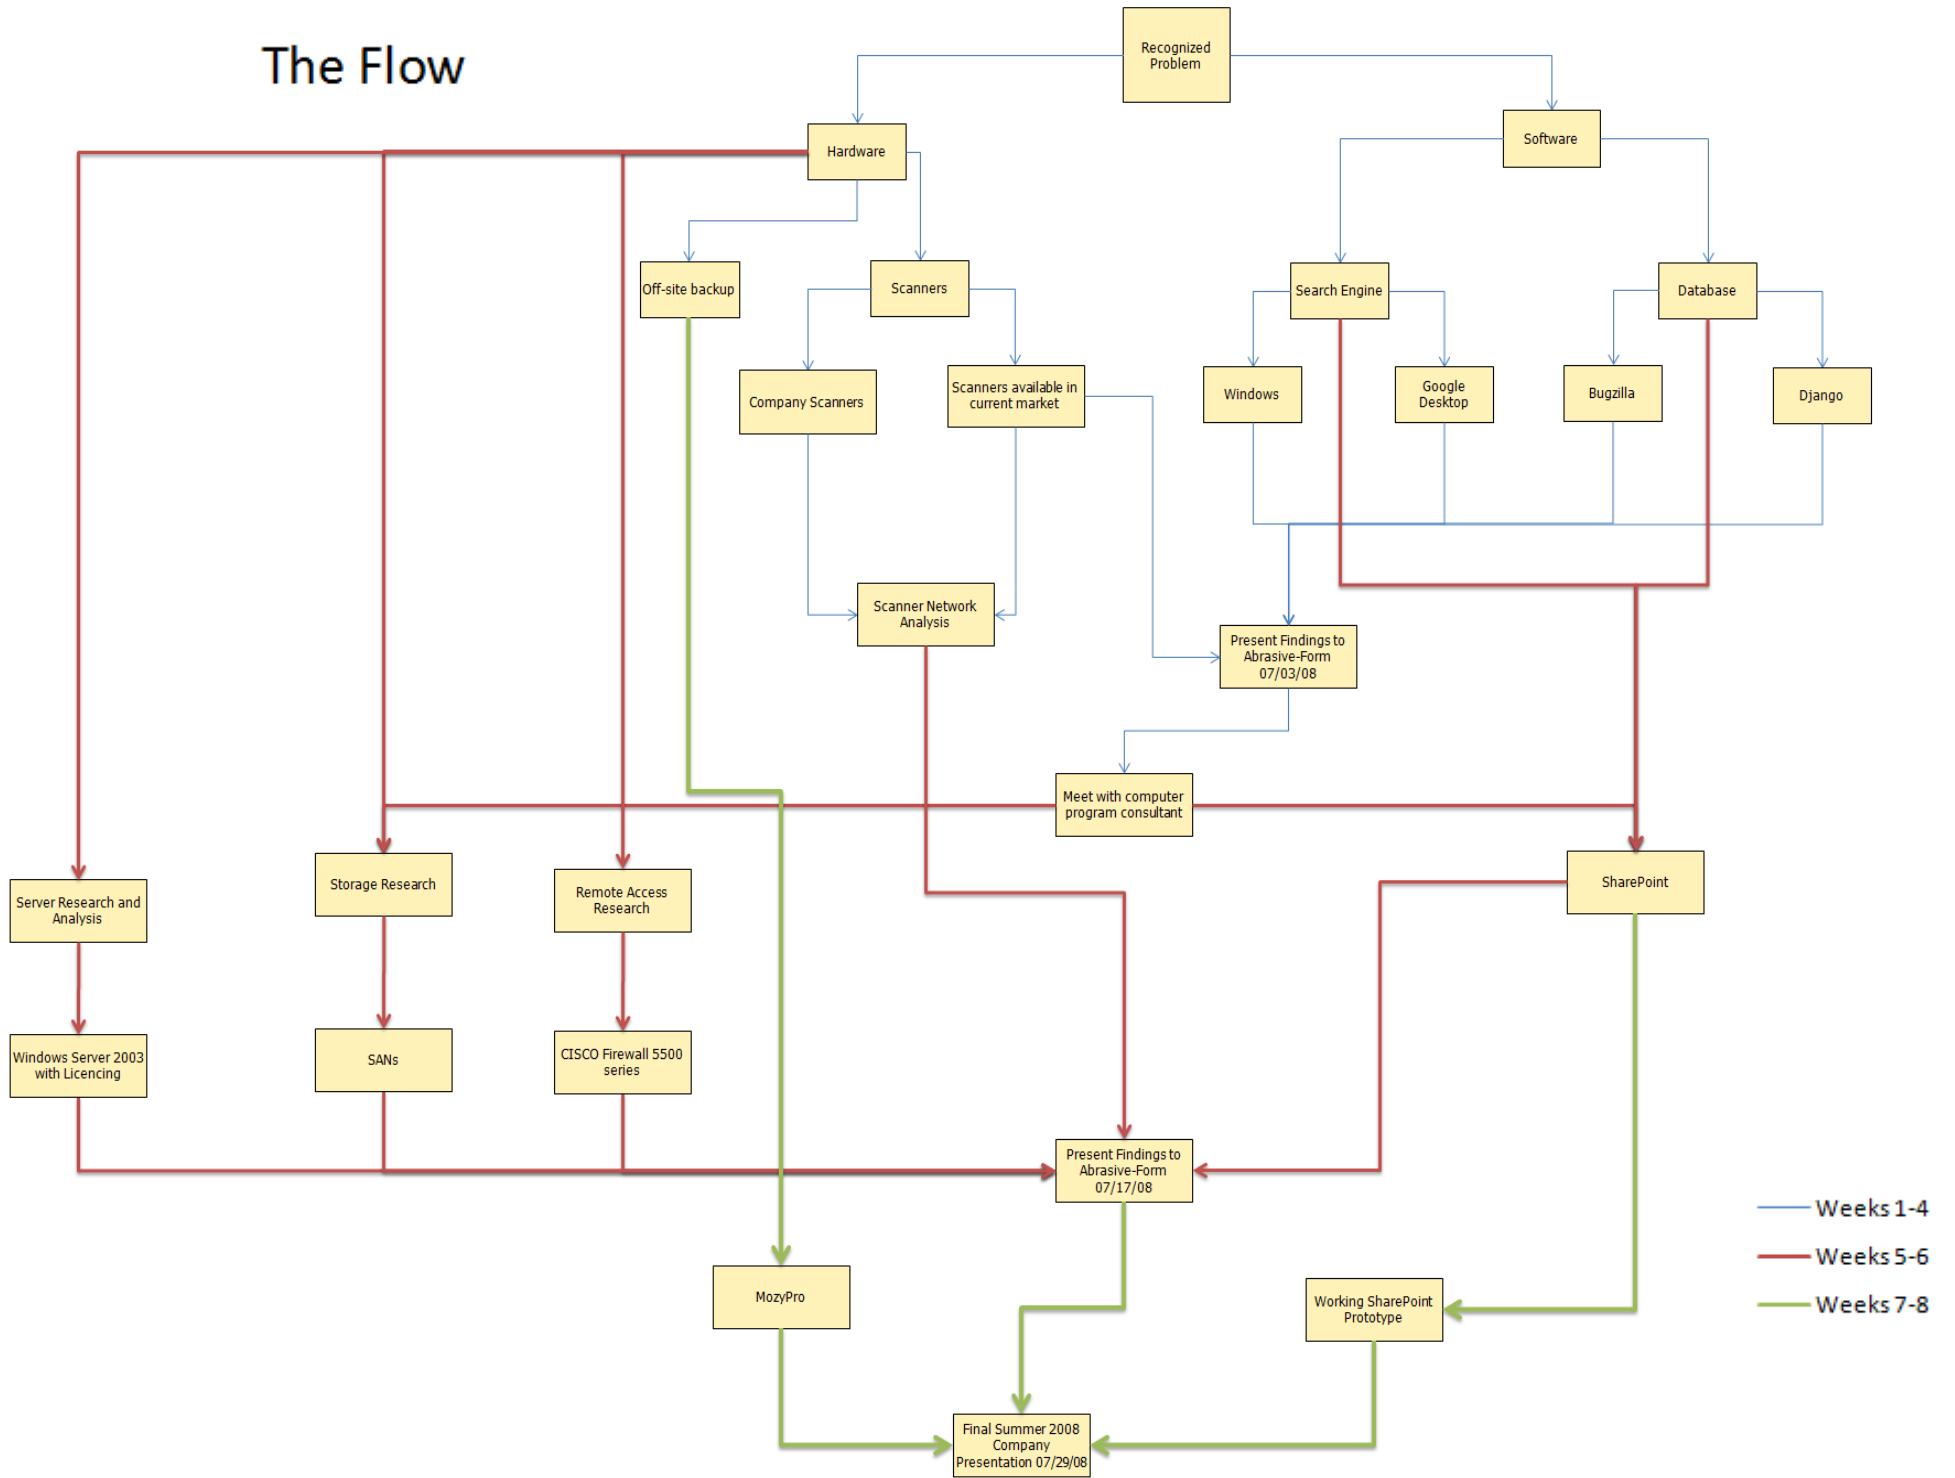 The Flow
Recognized
Problem
Hardware
Software
Off-site backup
Scanners
Search Engine
Database
Company Scanners
Scanners available in
current market
Windows
Google
Desktop
Bugzilla
Django
Scanner Network
Analysis
Present Findings to
Abrasive-Form
07/03/08
Meet with computer
program consultant
Server Research and
Analysis
Storage Research
Remote Access
Research
SharePoint
Windows Server 2003
with Licencing
SANs
CISCO Firewall 5500
series
Present Findings to
Abrasive-Form
07/17/08
Weeks 1-4
Weeks 5-6
Weeks 7-8
MozyPro
Working SharePoint
Prototype
Final Summer 2008
Company
Presentation 07/29/08